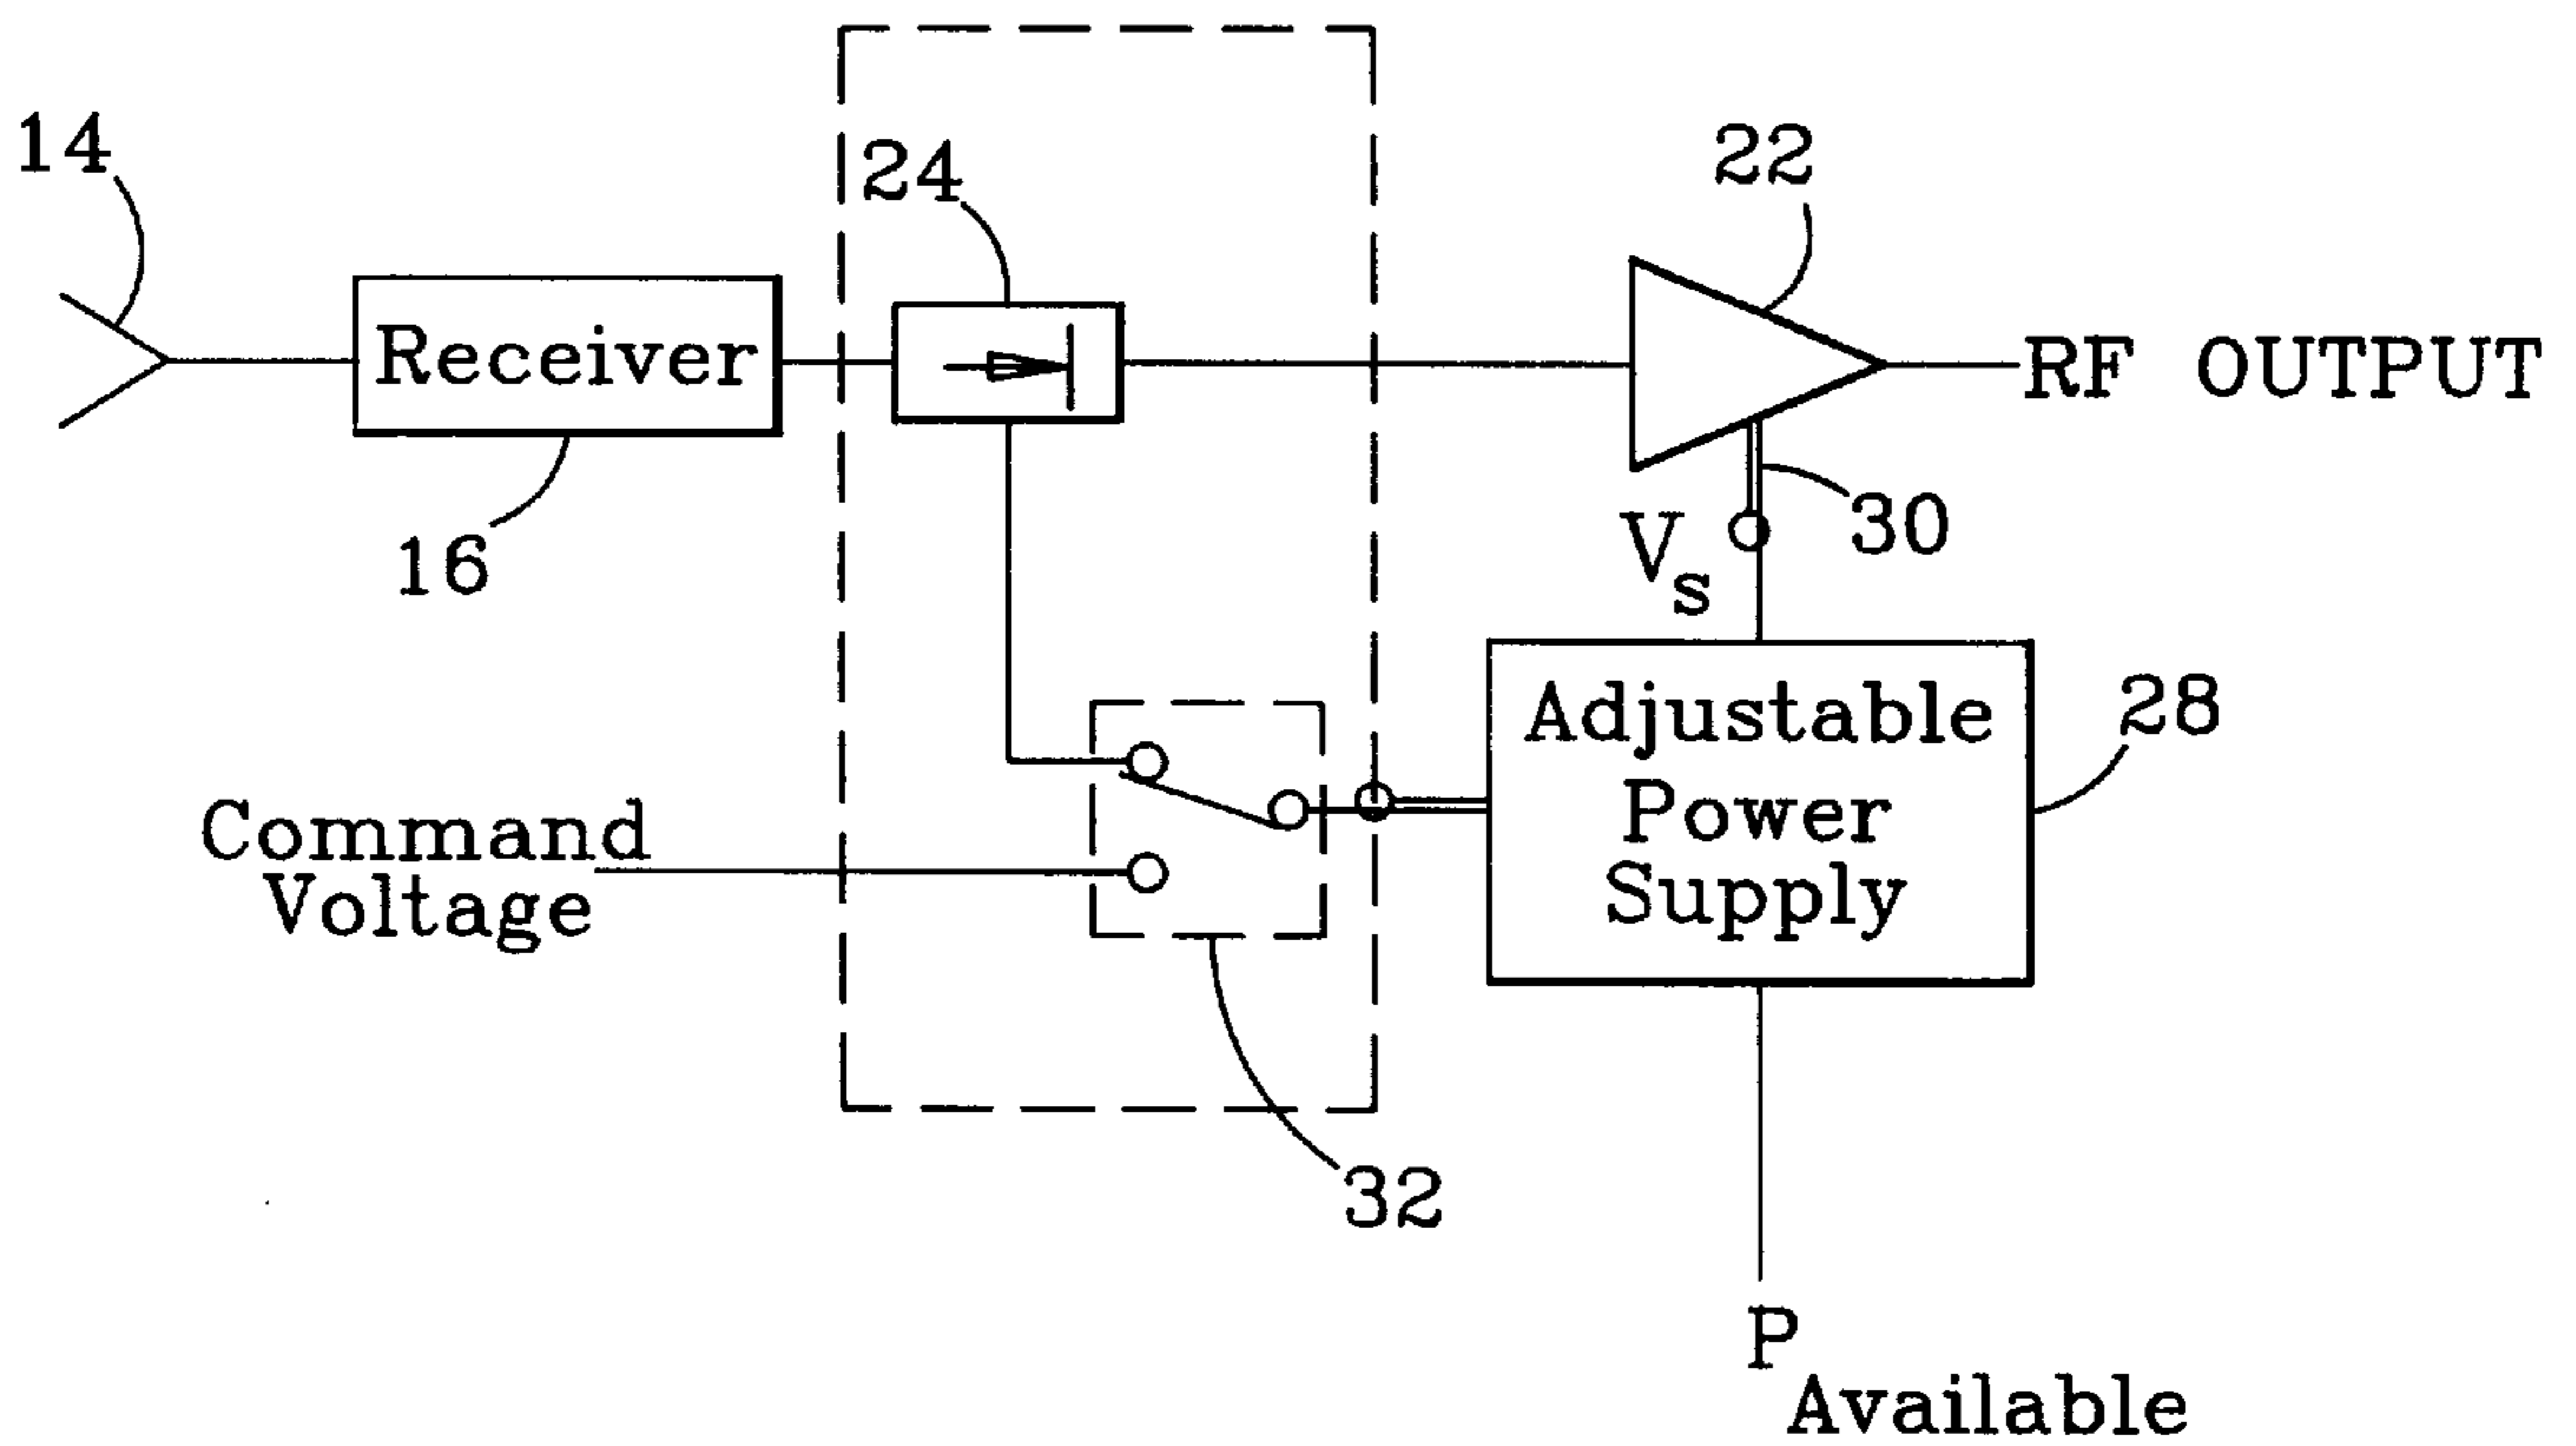 14
24
22
Receiver
RF OUTPUT
30
Vs
16
Adjustable
Power
Supply
28
Command
Voltage
32
P Available